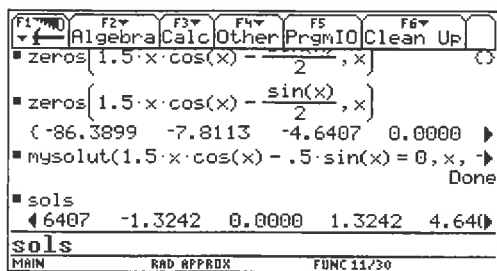 F1 F2 F3 F4 F5 F6
Algebra Calc Other PrgmIO Clean Up
zeros(1.5·x·cos(x) - /2, x) {}
zeros(1.5·x·cos(x) - sin(x)/2, x)
{-86.3899 -7.8113 -4.6407 0.0000 ▶
mysolut(1.5·x·cos(x) - .5·sin(x) = 0, x, -▶
Done
sols
◀6407 -1.3242 0.0000 1.3242 4.640▶
sols
MAIN RAD APPROX FUNC 11/30